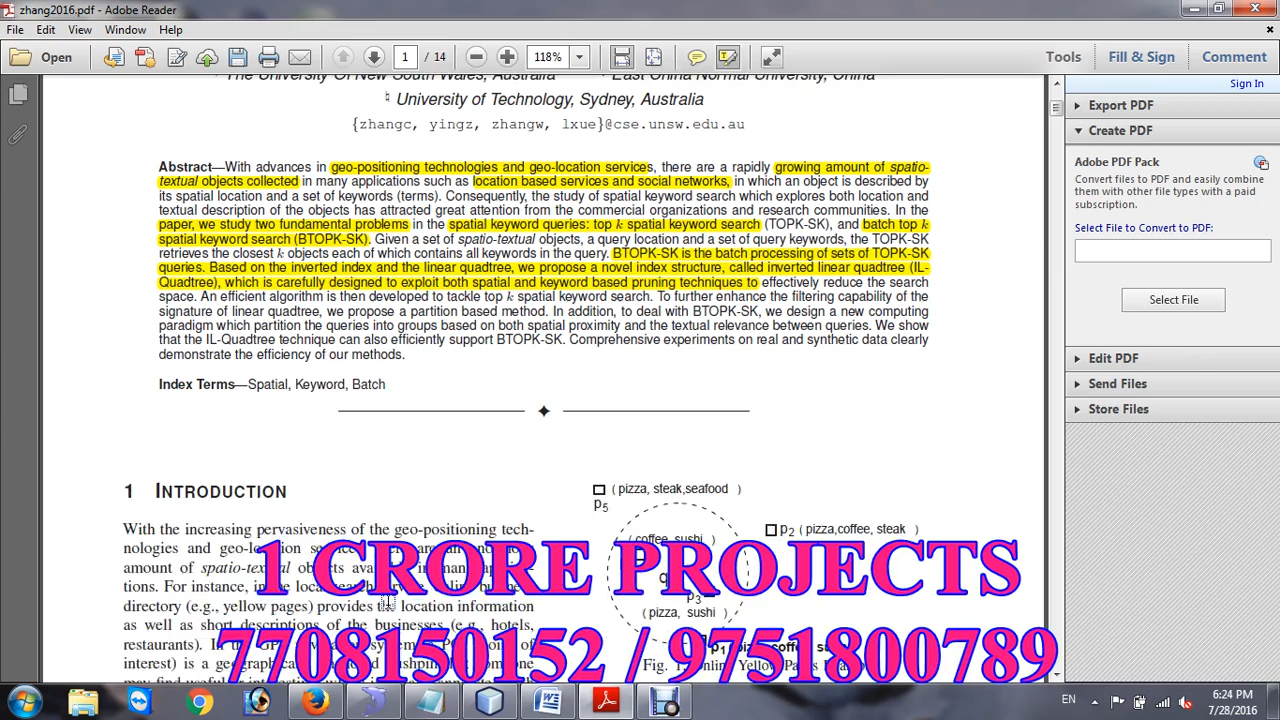 zhang2016.pdf - Adobe Reader
File Edit View Window Help
Open 1 / 14 118% Tools Fill & Sign Comment
Sign In
The University Of New South Wales, Australia East China Normal University, China
♮ University of Technology, Sydney, Australia
{zhangc, yingz, zhangw, lxue}@cse.unsw.edu.au
Abstract—With advances in geo-positioning technologies and geo-location services, there are a rapidly growing amount of spatio-
textual objects collected in many applications such as location based services and social networks, in which an object is described by
its spatial location and a set of keywords (terms). Consequently, the study of spatial keyword search which explores both location and
textual description of the objects has attracted great attention from the commercial organizations and research communities. In the
paper, we study two fundamental problems in the spatial keyword queries: top k spatial keyword search (TOPK-SK), and batch top k
spatial keyword search (BTOPK-SK). Given a set of spatio-textual objects, a query location and a set of query keywords, the TOPK-SK
retrieves the closest k objects each of which contains all keywords in the query. BTOPK-SK is the batch processing of sets of TOPK-SK
queries. Based on the inverted index and the linear quadtree, we propose a novel index structure, called inverted linear quadtree (IL-
Quadtree), which is carefully designed to exploit both spatial and keyword based pruning techniques to effectively reduce the search
space. An efficient algorithm is then developed to tackle top k spatial keyword search. To further enhance the filtering capability of the
signature of linear quadtree, we propose a partition based method. In addition, to deal with BTOPK-SK, we design a new computing
paradigm which partition the queries into groups based on both spatial proximity and the textual relevance between queries. We show
that the IL-Quadtree technique can also efficiently support BTOPK-SK. Comprehensive experiments on real and synthetic data clearly
demonstrate the efficiency of our methods.
Index Terms—Spatial, Keyword, Batch
1 INTRODUCTION
With the increasing pervasiveness of the geo-positioning tech-
nologies and geo-location
amount of spatio-textual objects
tions. For instance, in the local search
directory (e.g., yellow pages) provides the location information
as well as short descriptions of the businesses (e.g., hotels,
restaurants). In the
interest) is a
(pizza, steak,seafood )
p5
p2 (pizza,coffee, steak )
(coffee, sushi )
q
p3
(pizza, sushi )
p1
Fig. 1.
1 CRORE PROJECTS
7708150152 / 9751800789
Export PDF
Create PDF
Adobe PDF Pack
Convert files to PDF and easily combine
them with other file types with a paid
subscription.
Select File to Convert to PDF:
Select File
Edit PDF
Send Files
Store Files
EN
6:24 PM
7/28/2016